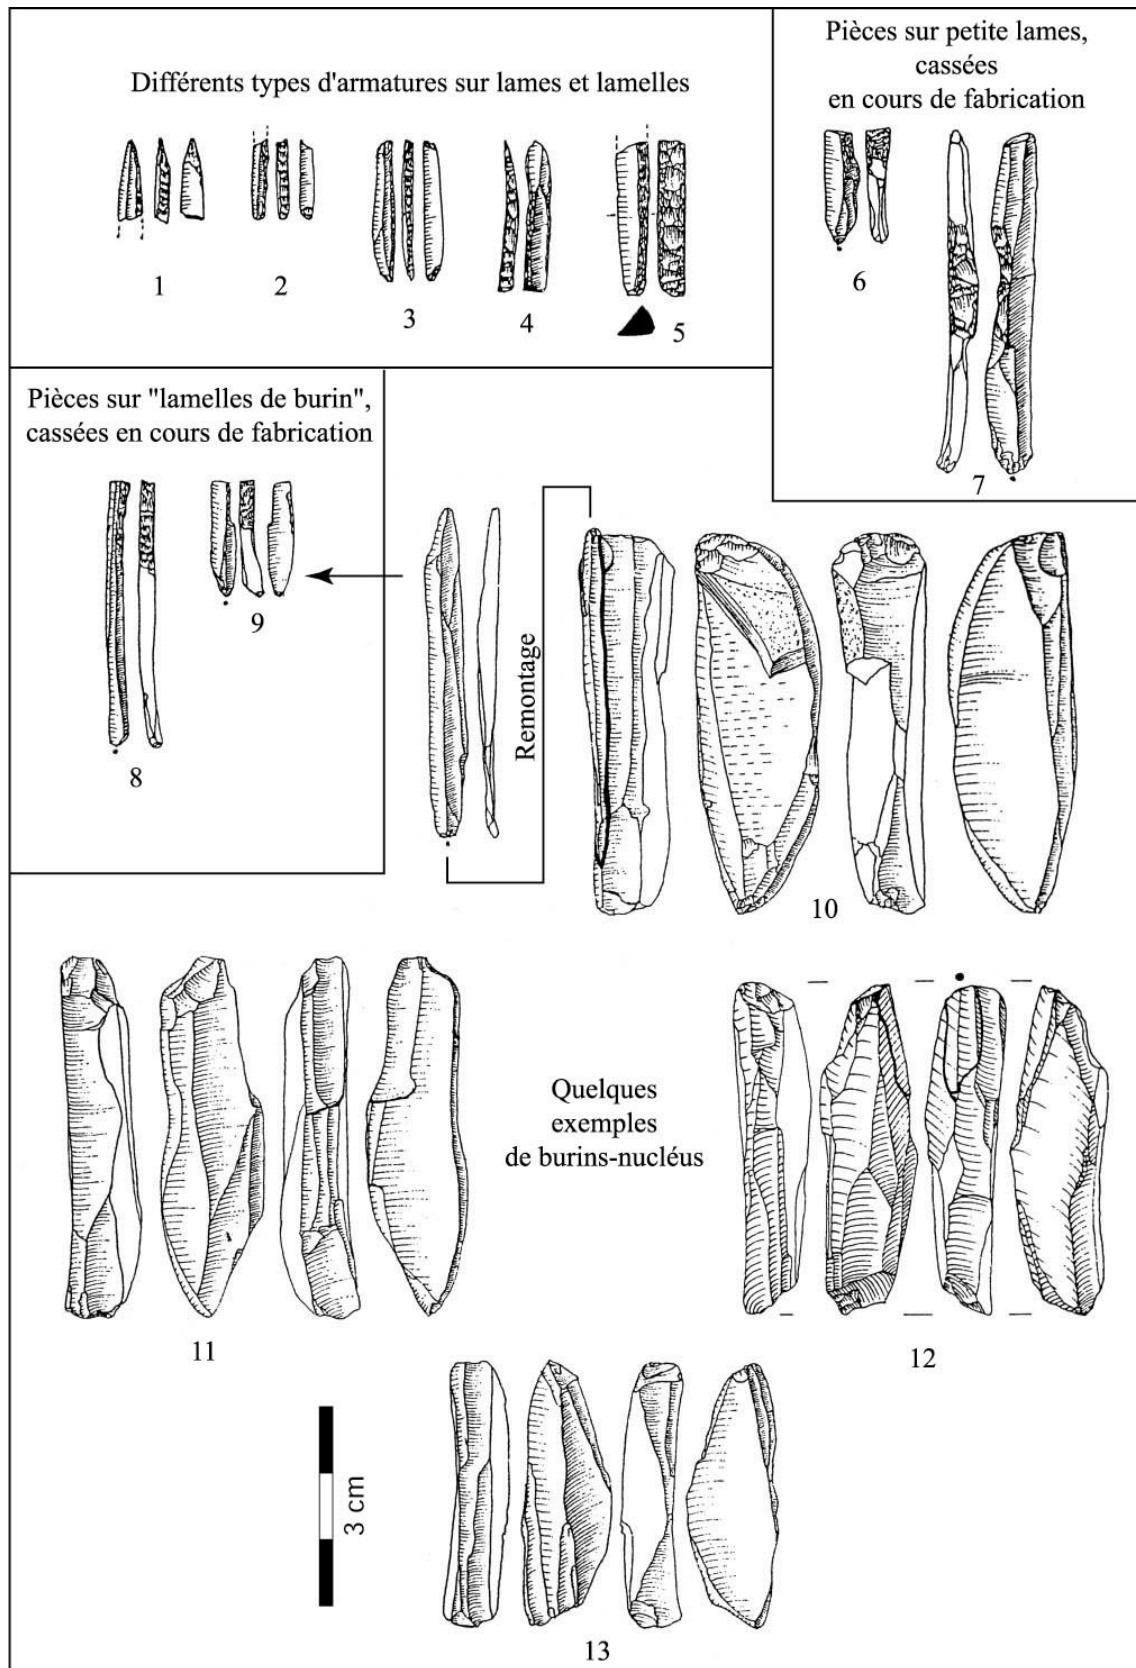 Différents types d'armatures sur lames et lamelles
1
2
3
4
5
Pièces sur petite lames,
cassées
en cours de fabrication
6
7
Pièces sur "lamelles de burin",
cassées en cours de fabrication
8
9
Remontage
10
11
Quelques
exemples
de burins-nucléus
12
3 cm
13